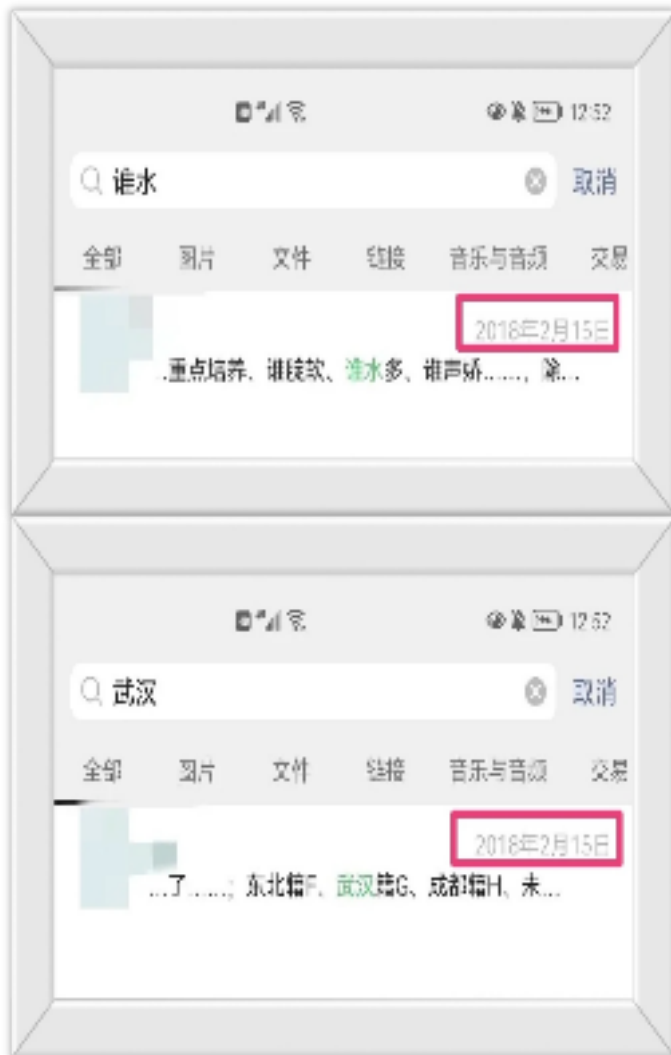 12:52
谁水
取消
全部 图片 文件 链接 音乐与音频 交易
2018年2月15日
...重点培养、谁腿软、谁水多、谁声娇......，除...
12:52
武汉
取消
全部 图片 文件 链接 音乐与音频 交易
2018年2月15日
...了......；东北籍F、武汉籍G、成都籍H、未...